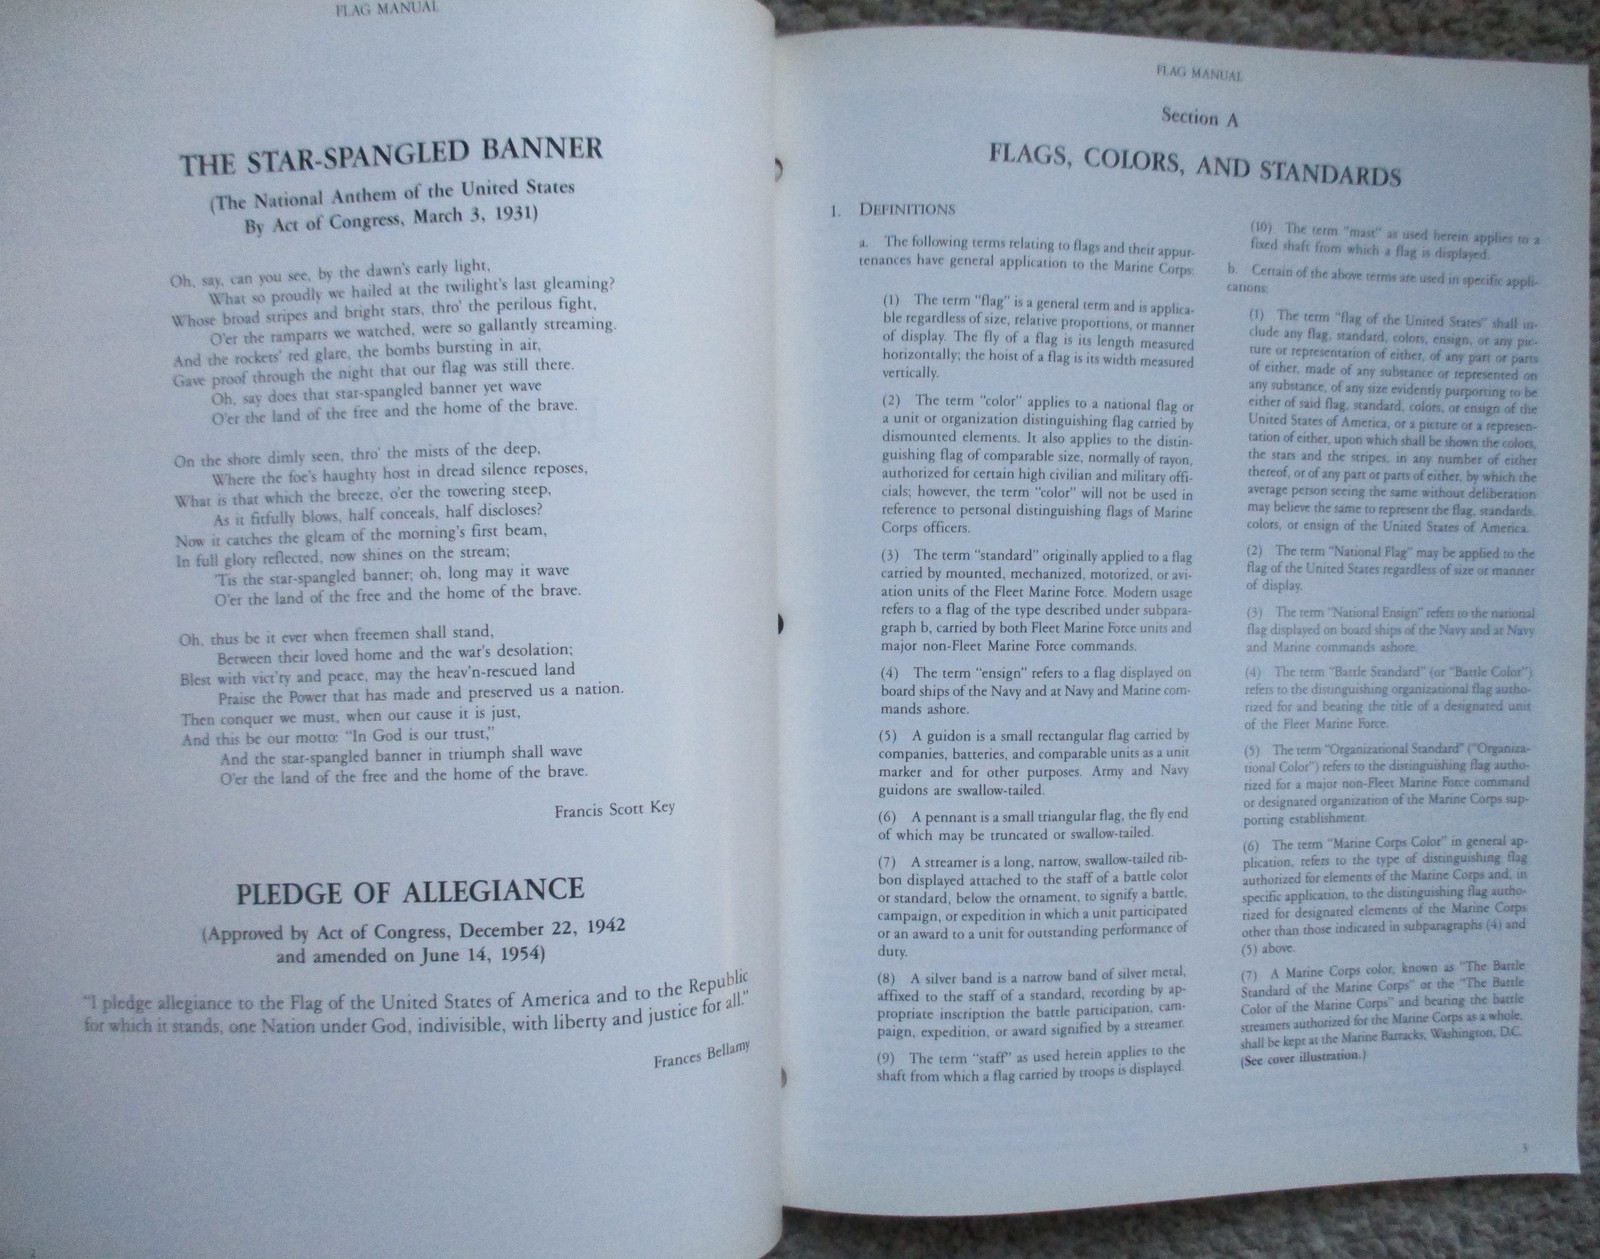 FLAG MANUAL
THE STAR-SPANGLED BANNER
(The National Anthem of the United States
By Act of Congress, March 3, 1931)
Oh, say, can you see, by the dawn's early light,
What so proudly we hailed at the twilight's last gleaming?
Whose broad stripes and bright stars, thro' the perilous fight,
O'er the ramparts we watched, were so gallantly streaming.
And the rockets' red glare, the bombs bursting in air,
Gave proof through the night that our flag was still there.
Oh, say does that star-spangled banner yet wave
O'er the land of the free and the home of the brave.
On the shore dimly seen, thro' the mists of the deep,
Where the foe's haughty host in dread silence reposes,
What is that which the breeze, o'er the towering steep,
As it fitfully blows, half conceals, half discloses?
Now it catches the gleam of the morning's first beam,
In full glory reflected, now shines on the stream;
'Tis the star-spangled banner; oh, long may it wave
O'er the land of the free and the home of the brave.
Oh, thus be it ever when freemen shall stand,
Between their loved home and the war's desolation;
Blest with vict'ry and peace, may the heav'n-rescued land
Praise the Power that has made and preserved us a nation.
Then conquer we must, when our cause it is just,
And this be our motto: "In God is our trust,"
And the star-spangled banner in triumph shall wave
O'er the land of the free and the home of the brave.
Francis Scott Key
PLEDGE OF ALLEGIANCE
(Approved by Act of Congress, December 22, 1942
and amended on June 14, 1954)
"I pledge allegiance to the Flag of the United States of America and to the Republic
for which it stands, one Nation under God, indivisible, with liberty and justice for all."
Frances Bellamy
2
FLAG MANUAL
Section A
FLAGS, COLORS, AND STANDARDS
1. DEFINITIONS
a. The following terms relating to flags and their appur-
tenances have general application to the Marine Corps:
(1) The term "flag" is a general term and is applica-
ble regardless of size, relative proportions, or manner
of display. The fly of a flag is its length measured
horizontally; the hoist of a flag is its width measured
vertically.
(2) The term "color" applies to a national flag or
a unit or organization distinguishing flag carried by
dismounted elements. It also applies to the distin-
guishing flag of comparable size, normally of rayon,
authorized for certain high civilian and military offi-
cials; however, the term "color" will not be used in
reference to personal distinguishing flags of Marine
Corps officers.
(3) The term "standard" originally applied to a flag
carried by mounted, mechanized, motorized, or avi-
ation units of the Fleet Marine Force. Modern usage
refers to a flag of the type described under subpara-
graph b, carried by both Fleet Marine Force units and
major non-Fleet Marine Force commands.
(4) The term "ensign" refers to a flag displayed on
board ships of the Navy and at Navy and Marine com-
mands ashore.
(5) A guidon is a small rectangular flag carried by
companies, batteries, and comparable units as a unit
marker and for other purposes. Army and Navy
guidons are swallow-tailed.
(6) A pennant is a small triangular flag, the fly end
of which may be truncated or swallow-tailed.
(7) A streamer is a long, narrow, swallow-tailed rib-
bon displayed attached to the staff of a battle color
or standard, below the ornament, to signify a battle,
campaign, or expedition in which a unit participated
or an award to a unit for outstanding performance of
duty.
(8) A silver band is a narrow band of silver metal,
affixed to the staff of a standard, recording by ap-
propriate inscription the battle participation, cam-
paign, expedition, or award signified by a streamer.
(9) The term "staff" as used herein applies to the
shaft from which a flag carried by troops is displayed.
(10) The term "mast" as used herein applies to a
fixed shaft from which a flag is displayed.
b. Certain of the above terms are used in specific appli-
cations:
(1) The term "flag of the United States" shall in-
clude any flag, standard, colors, ensign, or any pic-
ture or representation of either, of any part or parts
of either, made of any substance or represented on
any substance, of any size evidently purporting to be
either of said flag, standard, colors, or ensign of the
United States of America, or a picture or a represen-
tation of either, upon which shall be shown the colors,
the stars and the stripes, in any number of either
thereof, or of any part or parts of either, by which the
average person seeing the same without deliberation
may believe the same to represent the flag, standards,
colors, or ensign of the United States of America.
(2) The term "National Flag" may be applied to the
flag of the United States regardless of size or manner
of display.
(3) The term "National Ensign" refers to the national
flag displayed on board ships of the Navy and at Navy
and Marine commands ashore.
(4) The term "Battle Standard" (or "Battle Color")
refers to the distinguishing organizational flag autho-
rized for and bearing the title of a designated unit
of the Fleet Marine Force.
(5) The term "Organizational Standard" ("Organiza-
tional Color") refers to the distinguishing flag autho-
rized for a major non-Fleet Marine Force command
or designated organization of the Marine Corps sup-
porting establishment.
(6) The term "Marine Corps Color" in general ap-
plication, refers to the type of distinguishing flag
authorized for elements of the Marine Corps and, in
specific application, to the distinguishing flag autho-
rized for designated elements of the Marine Corps
other than those indicated in subparagraphs (4) and
(5) above.
(7) A Marine Corps color, known as "The Battle
Standard of the Marine Corps" or the "The Battle
Color of the Marine Corps" and bearing the battle
streamers authorized for the Marine Corps as a whole,
shall be kept at the Marine Barracks, Washington, D.C.
(See cover illustration.)
3